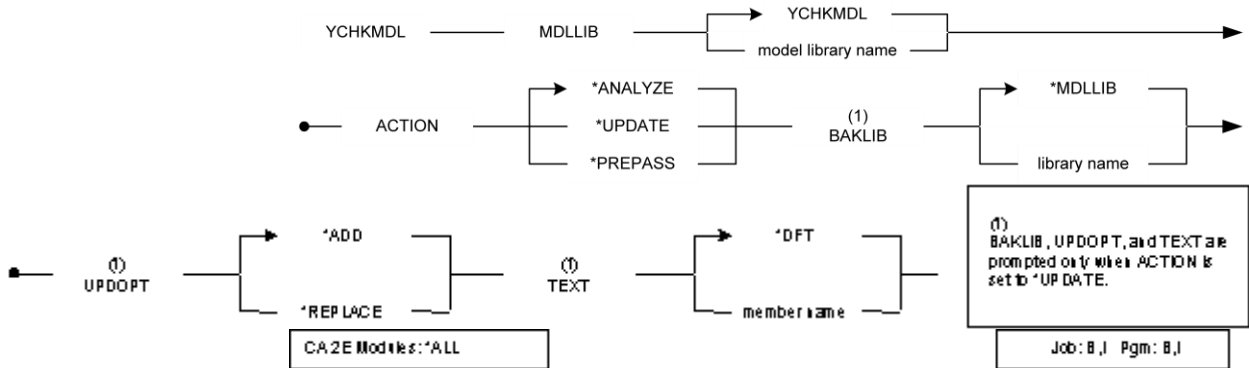 YCHKMDL
MDLLIB
YCHKMDL
model library name
ACTION
*ANALYZE
*UPDATE
*PREPASS
(1)
BAKLIB
*MDLLIB
library name
(1)
UPDOPT
*ADD
*REPLACE
(1)
TEXT
*DFT
member name
(1)
BAKLIB, UPDOPT, and TEXT are
prompted only when ACTION is
set to *UPDATE.
CA 2E Modules: *ALL
Job: B,I Pgm: B,I